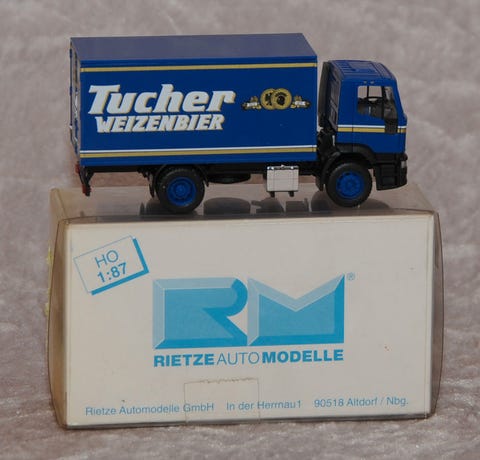 Tucher
WEIZENBIER
HO
1:87
RM®
RIETZE AUTO MODELLE
Rietze Automodelle GmbH In der Herrnau1 90518 Altdorf / Nbg.